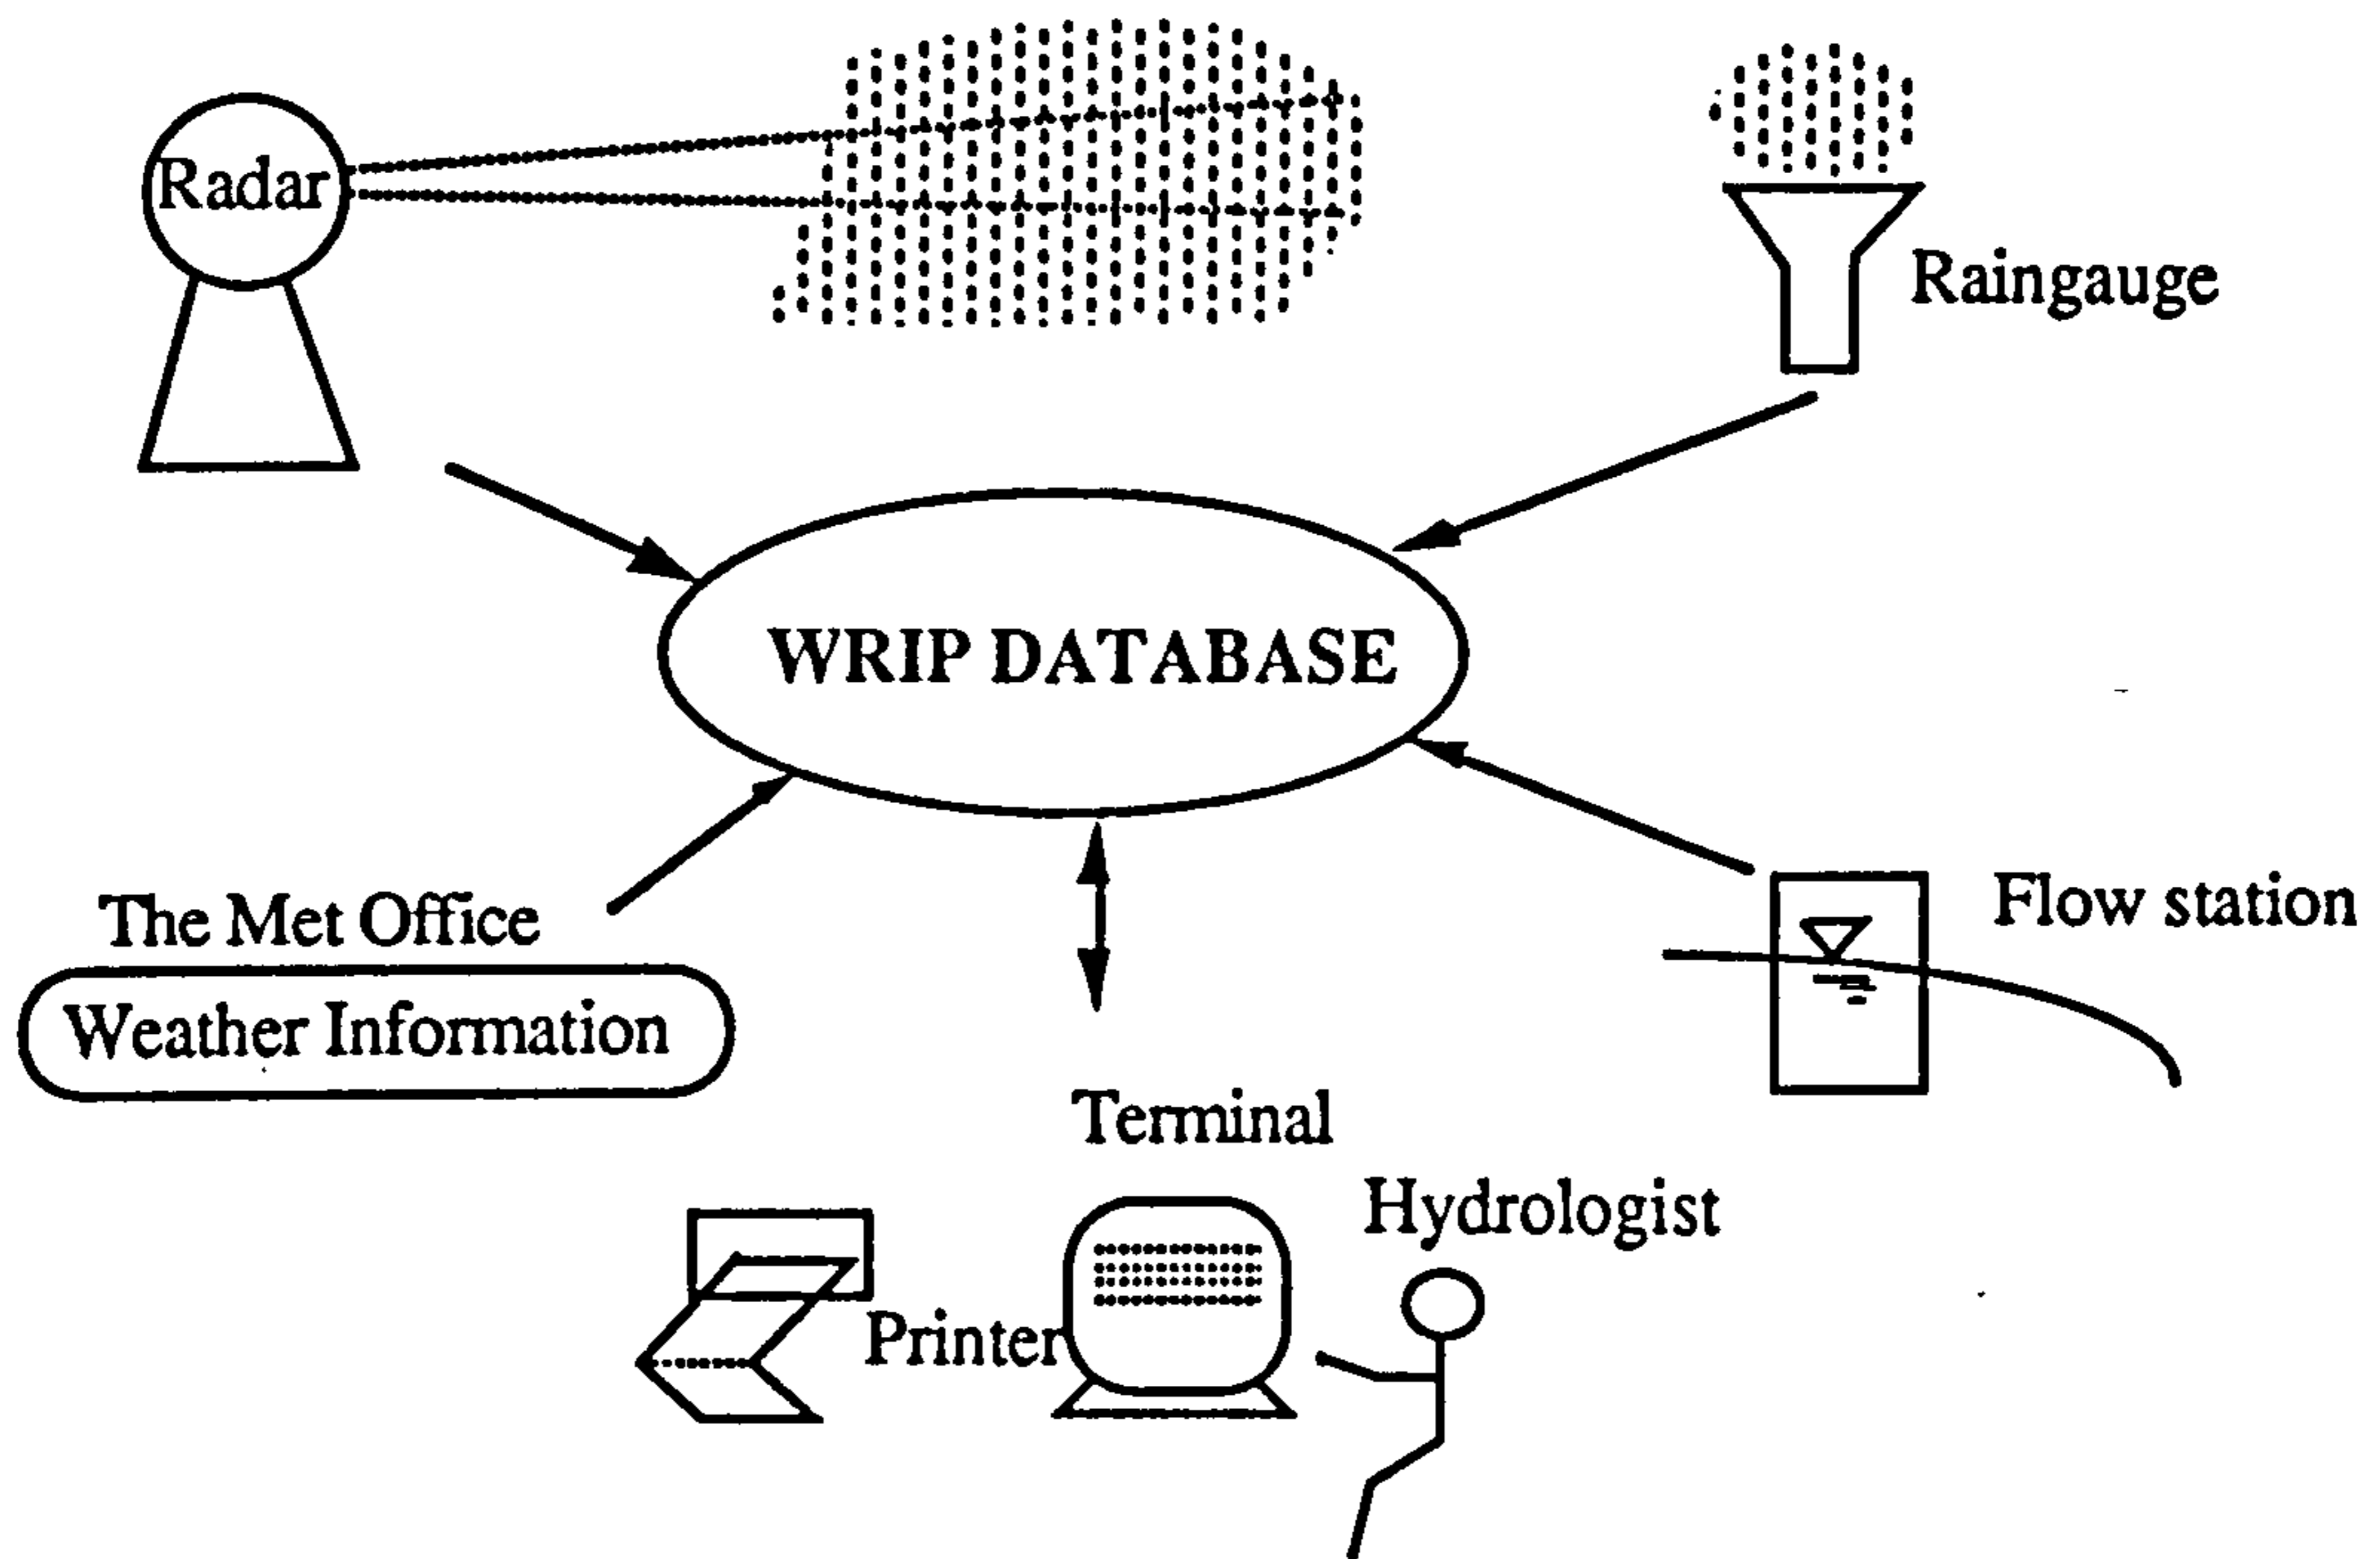 Radar
Raingauge
WRIP DATABASE
The Met Office
Weather Information
Flow station
Terminal
Hydrologist
Printer